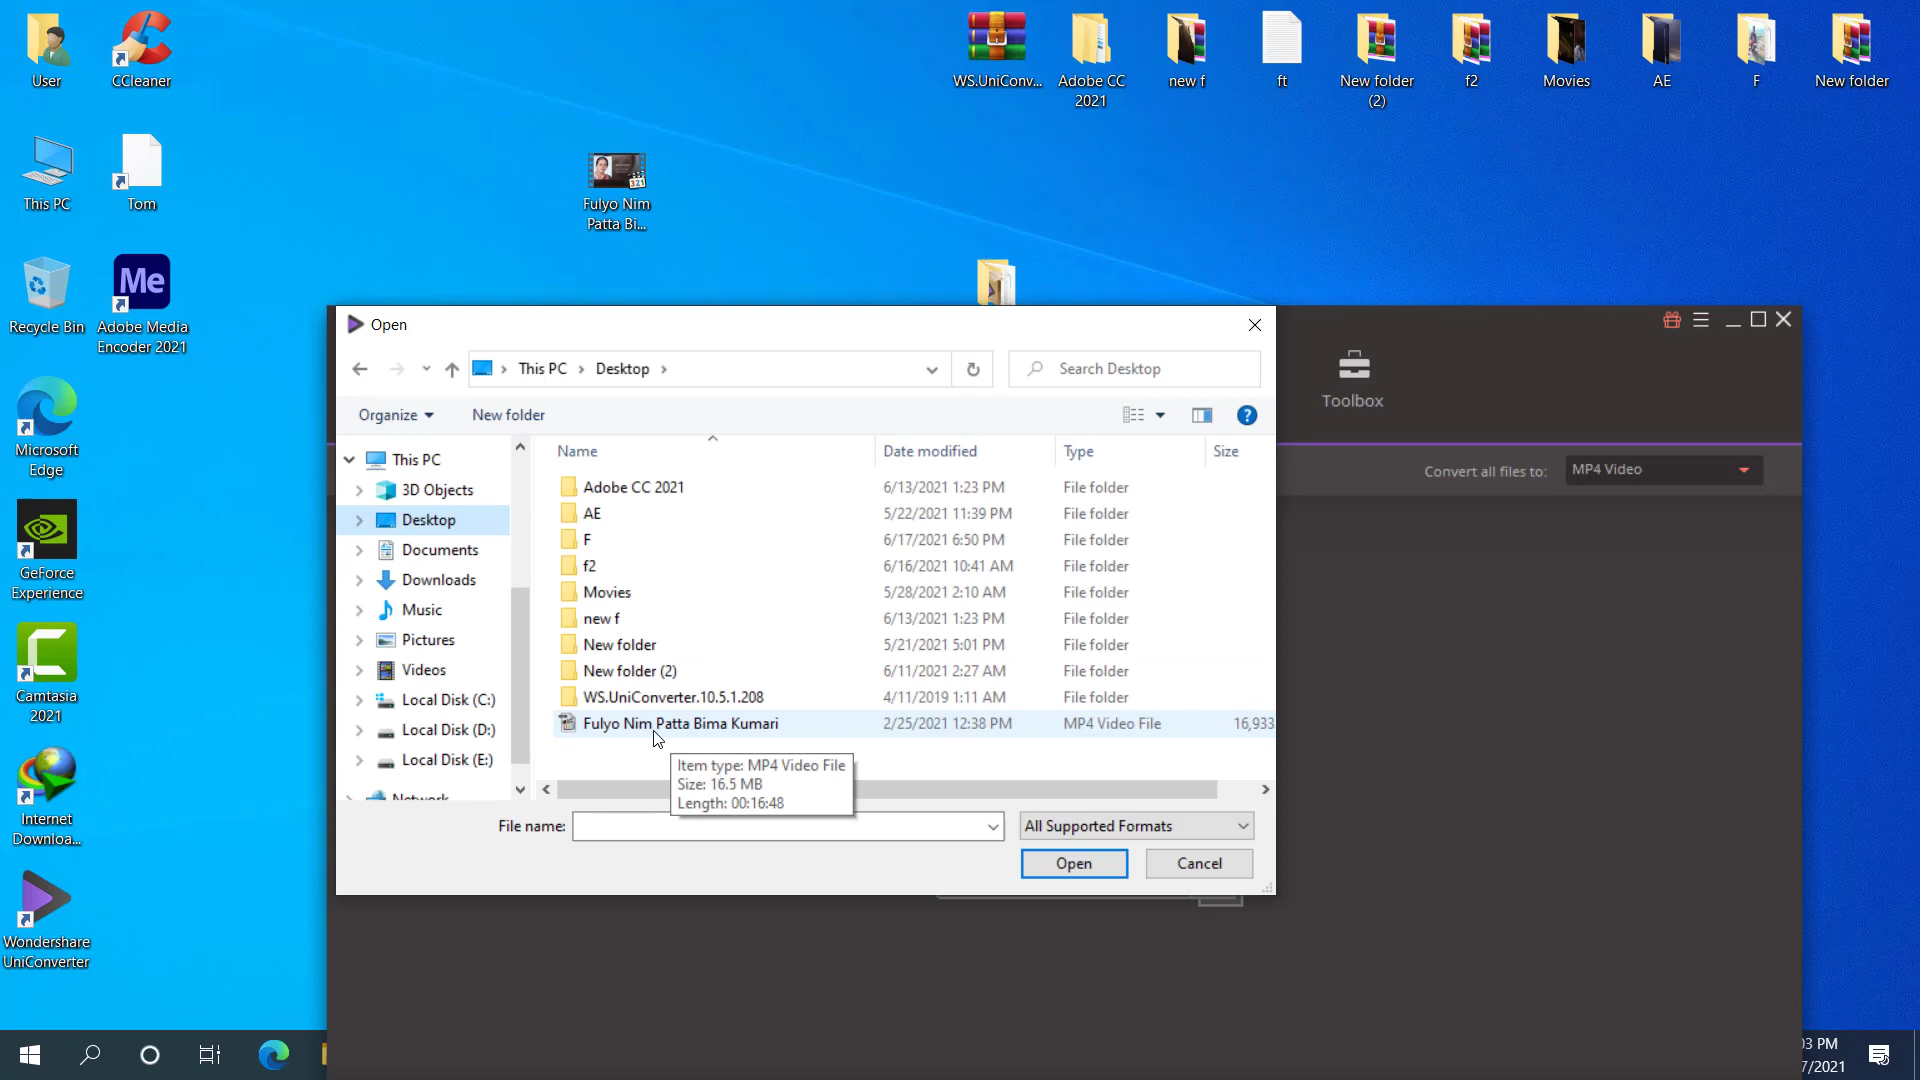 User
CCleaner
WS.UniConv...
Adobe CC
2021
new f
ft
New folder
(2)
f2
Movies
AE
F
New folder
This PC
Tom
321
Fulyo Nim
Patta Bi...
Recycle Bin
Me
Adobe Media
Encoder 2021
Microsoft
Edge
GeForce
Experience
Camtasia
2021
Internet
Downloa...
Wondershare
UniConverter
Open
This PC
Desktop
Search Desktop
Organize
New folder
Toolbox
Convert all files to:
MP4 Video
This PC
3D Objects
Desktop
Documents
Downloads
Music
Pictures
Videos
Local Disk (C:)
Local Disk (D:)
Local Disk (E:)
Network
Name Date modified Type Size
Adobe CC 2021 6/13/2021 1:23 PM File folder
AE 5/22/2021 11:39 PM File folder
F 6/17/2021 6:50 PM File folder
f2 6/16/2021 10:41 AM File folder
Movies 5/28/2021 2:10 AM File folder
new f 6/13/2021 1:23 PM File folder
New folder 5/21/2021 5:01 PM File folder
New folder (2) 6/11/2021 2:27 AM File folder
WS.UniConverter.10.5.1.208 4/11/2019 1:11 AM File folder
Fulyo Nim Patta Bima Kumari 2/25/2021 12:38 PM MP4 Video File 16,933
Item type: MP4 Video File
Size: 16.5 MB
Length: 00:16:48
File name:
All Supported Formats
Open
Cancel
03 PM
7/2021